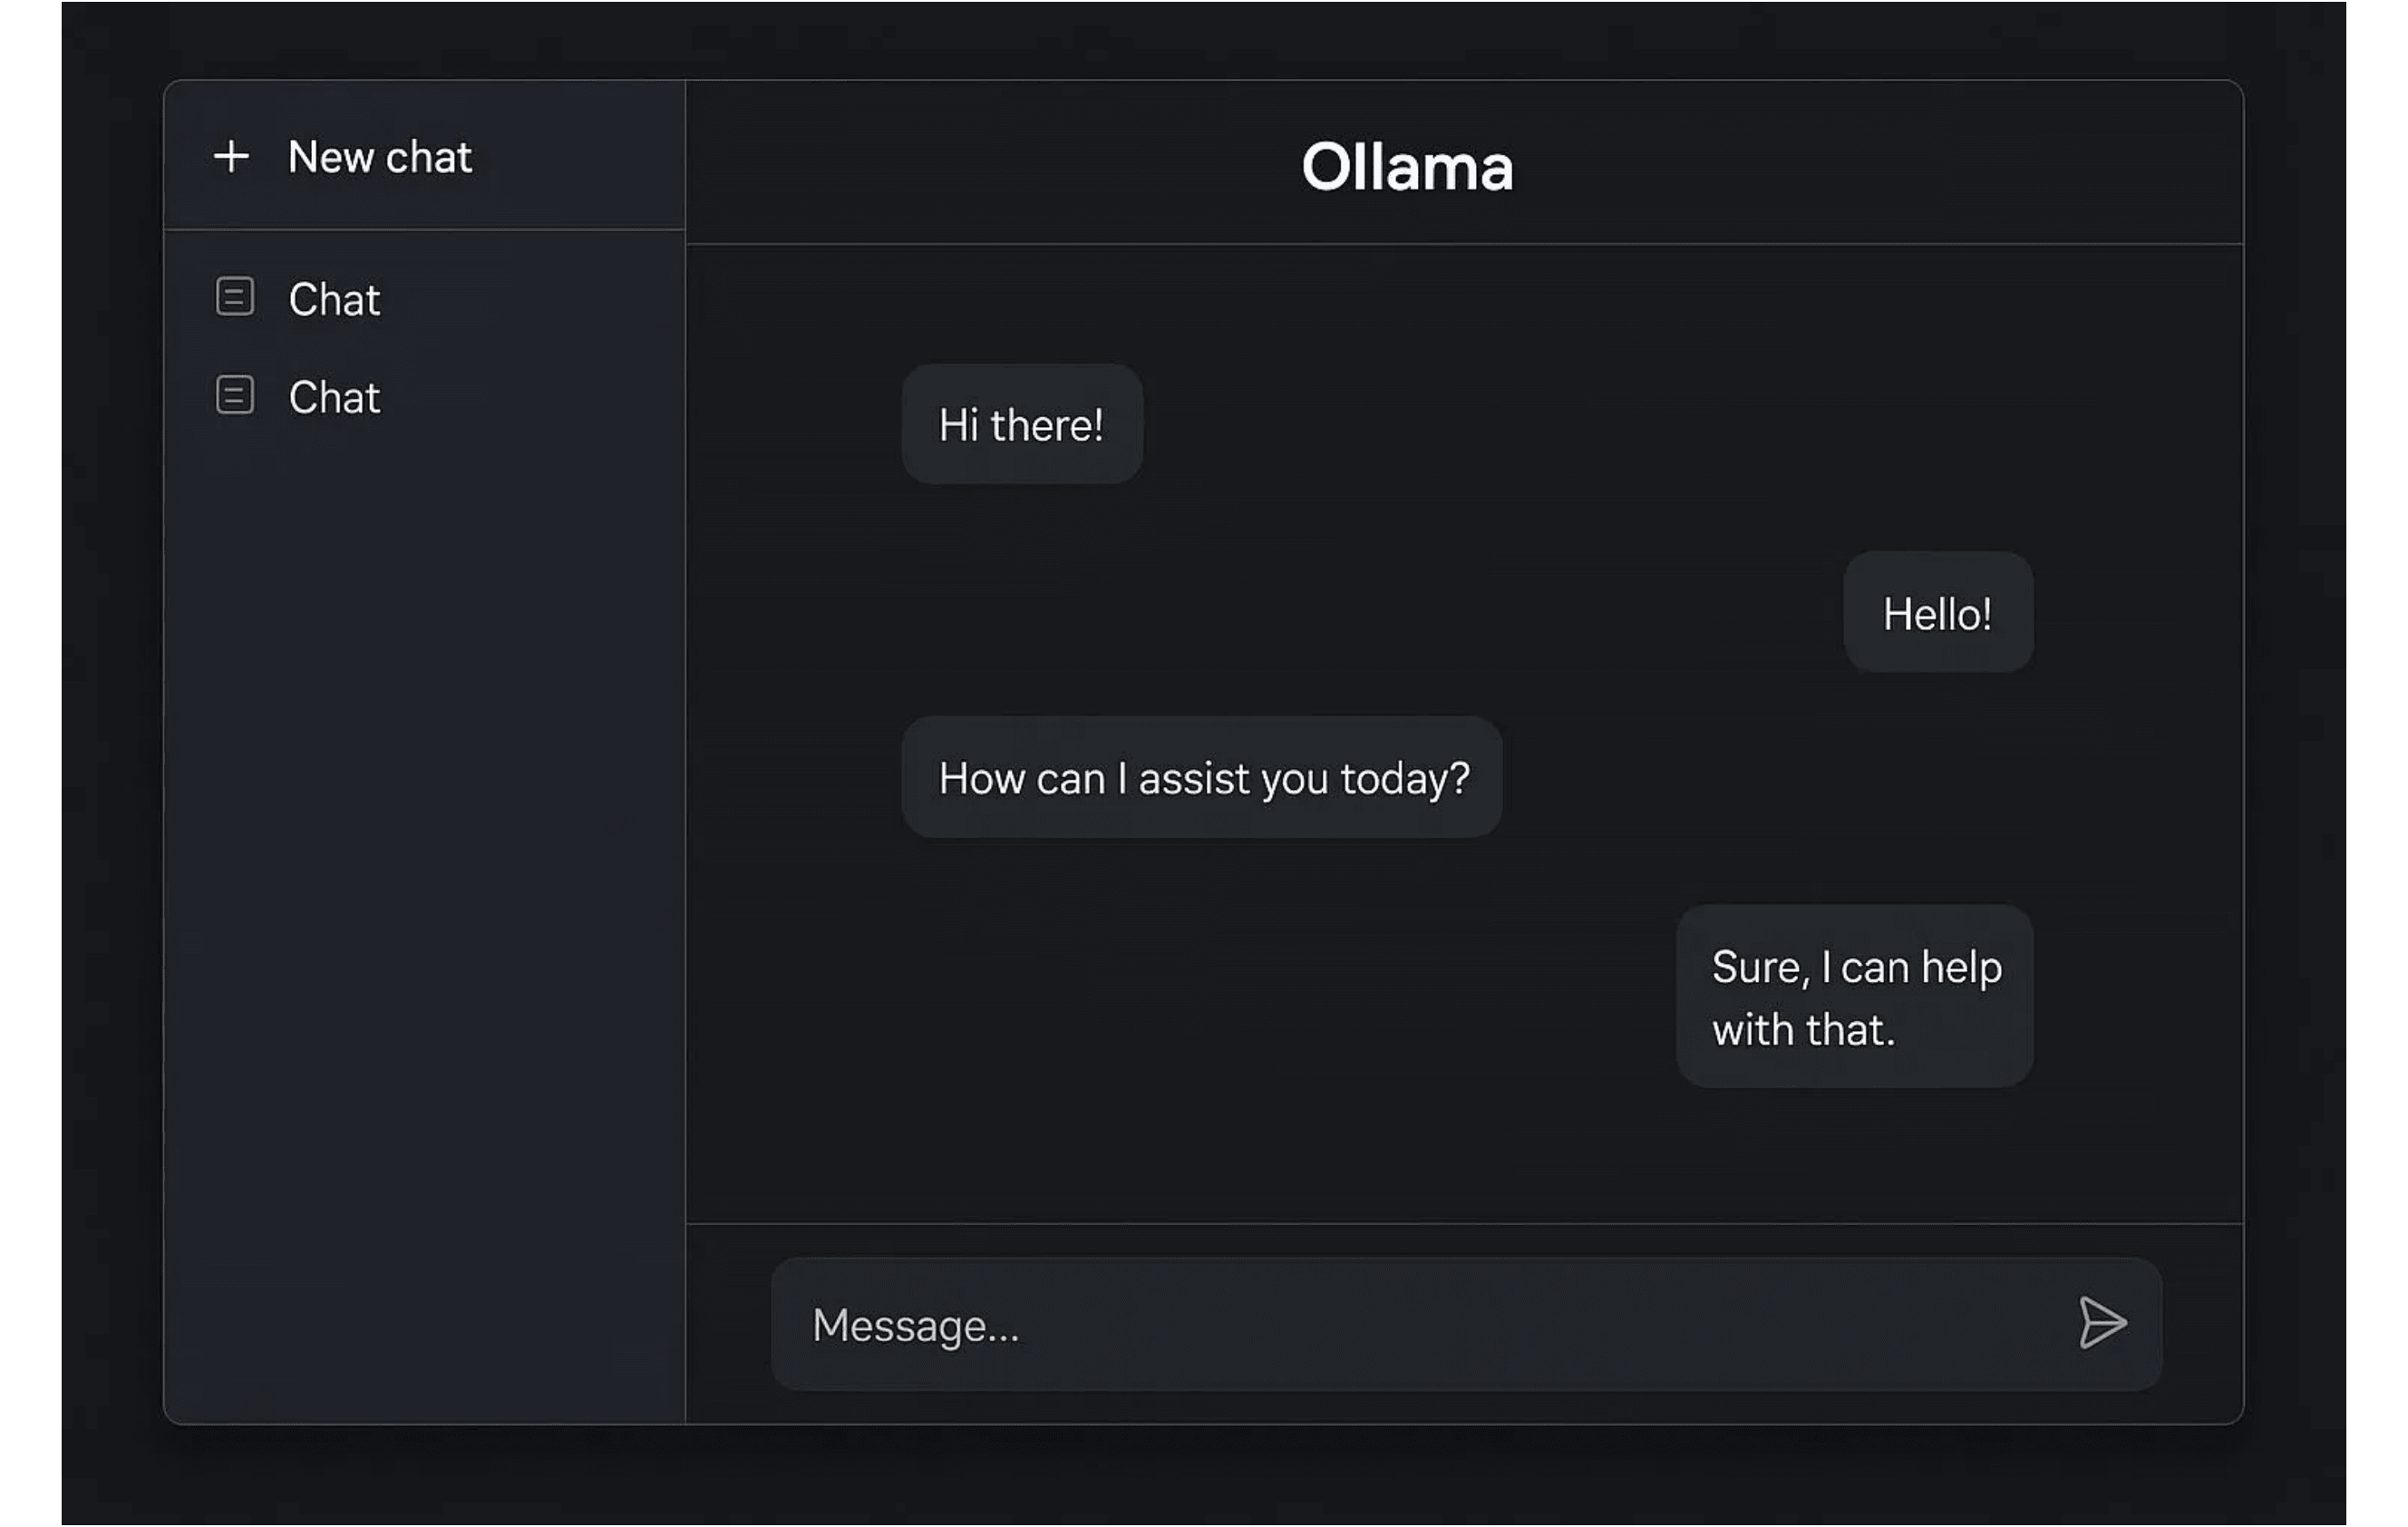 New chat
Chat
Chat
Ollama
Hi there!
Hello!
How can I assist you today?
Sure, I can help
with that.
Message...